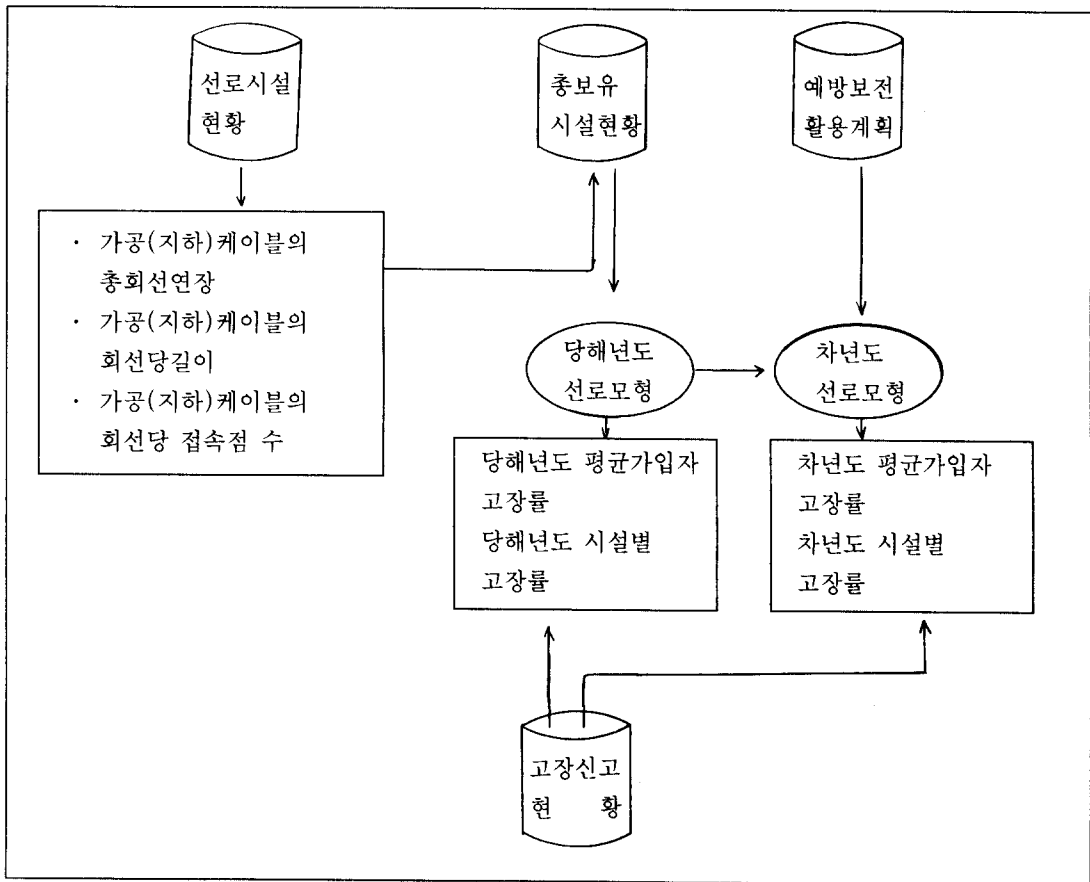 선로시설
현황
총보유
시설현황
예방보전
활용계획
· 가공(지하)케이블의
총회선연장
· 가공(지하)케이블의
회선당길이
· 가공(지하)케이블의
회선당 접속점 수
당해년도
선로모형
차년도
선로모형
당해년도 평균가입자
고장률
당해년도 시설별
고장률
차년도 평균가입자
고장률
차년도 시설별
고장률
고장신고
현 황